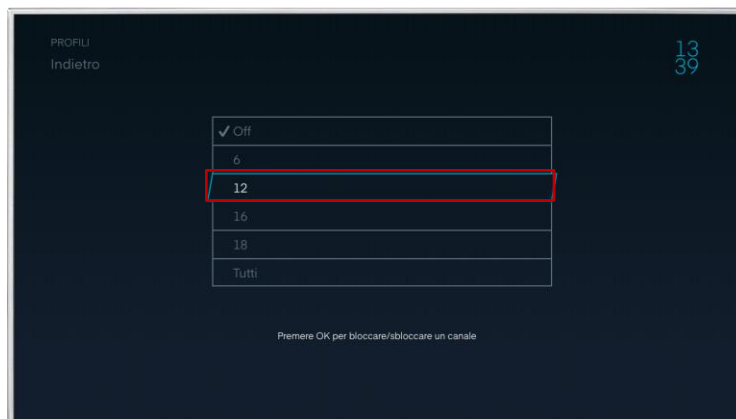 PROFILI
Indietro
13
39
✓ Off
6
12
16
18
Tutti
Premere OK per bloccare/sbloccare un canale